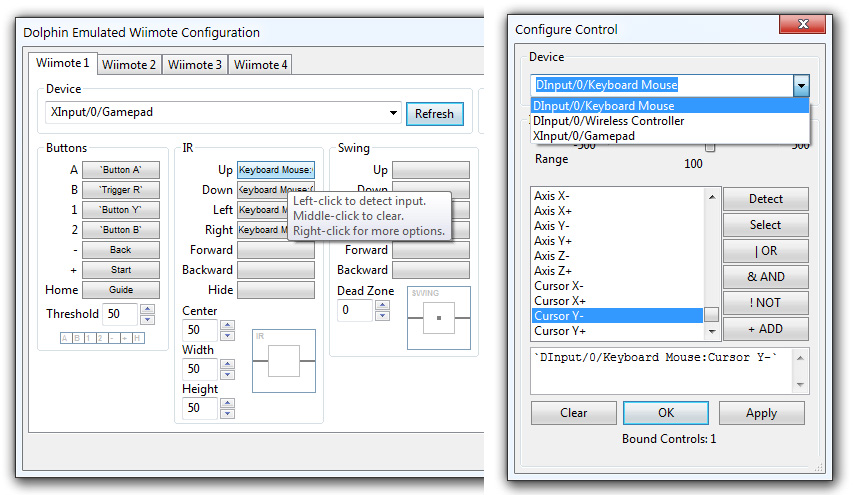 Dolphin Emulated Wiimote Configuration
Wiimote 1 Wiimote 2 Wiimote 3 Wiimote 4
Device
XInput/0/Gamepad Refresh
Buttons
A `Button A`
B `Trigger R`
1 `Button Y`
2 `Button B`
- Back
+ Start
Home Guide
Threshold 50
A B 1 2 - + H
IR
Up Keyboard Mouse:
Down Keyboard Mouse:
Left Keyboard M
Right Keyboard M
Forward
Backward
Hide
Center
50
Width
50
Height
50
IR
Left-click to detect input.
Middle-click to clear.
Right-click for more options.
Swing
Up
Down
Forward
Backward
Dead Zone
0
SWING
Configure Control
Device
DInput/0/Keyboard Mouse
DInput/0/Keyboard Mouse
DInput/0/Wireless Controller
XInput/0/Gamepad
Range
100
Axis X-
Axis X+
Axis Y-
Axis Y+
Axis Z-
Axis Z+
Cursor X-
Cursor X+
Cursor Y-
Cursor Y+
Detect
Select
| OR
& AND
! NOT
+ ADD
`DInput/0/Keyboard Mouse:Cursor Y-`
Clear OK Apply
Bound Controls: 1